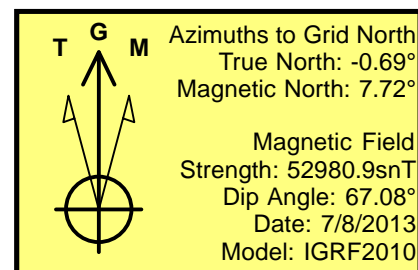 T G M
Azimuths to Grid North
True North: -0.69°
Magnetic North: 7.72°
Magnetic Field
Strength: 52980.9snT
Dip Angle: 67.08°
Date: 7/8/2013
Model: IGRF2010